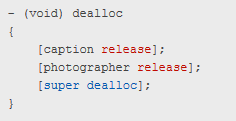 - (void) dealloc
{
    [caption release];
    [photographer release];
    [super dealloc];
}